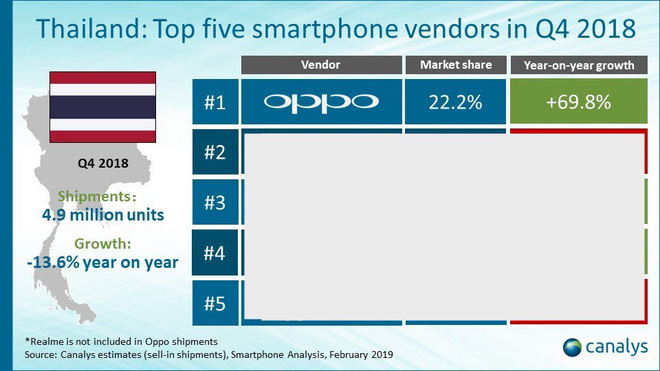 Thailand: Top five smartphone vendors in Q4 2018
Vendor Market share Year-on-year growth
#1 oppo 22.2% +69.8%
#2
#3
#4
#5
Q4 2018
Shipments:
4.9 million units
Growth:
-13.6% year on year
*Realme is not included in Oppo shipments
Source: Canalys estimates (sell-in shipments), Smartphone Analysis, February 2019
canalys